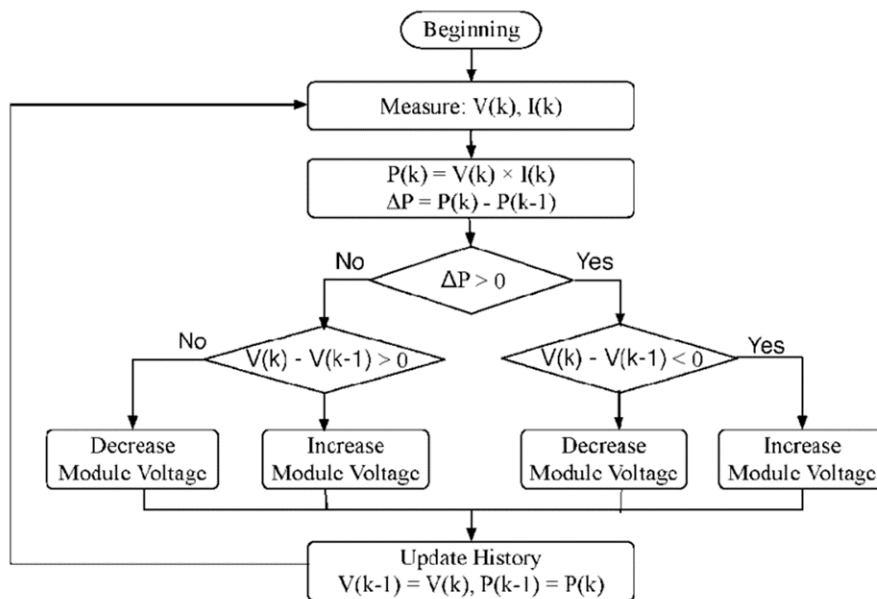 Beginning
Measure: V(k), I(k)
P(k) = V(k) × I(k)
ΔP = P(k) - P(k-1)
No
ΔP > 0
Yes
No
V(k) - V(k-1) > 0
V(k) - V(k-1) < 0
Yes
Decrease
Module Voltage
Increase
Module Voltage
Decrease
Module Voltage
Increase
Module Voltage
Update History
V(k-1) = V(k), P(k-1) = P(k)